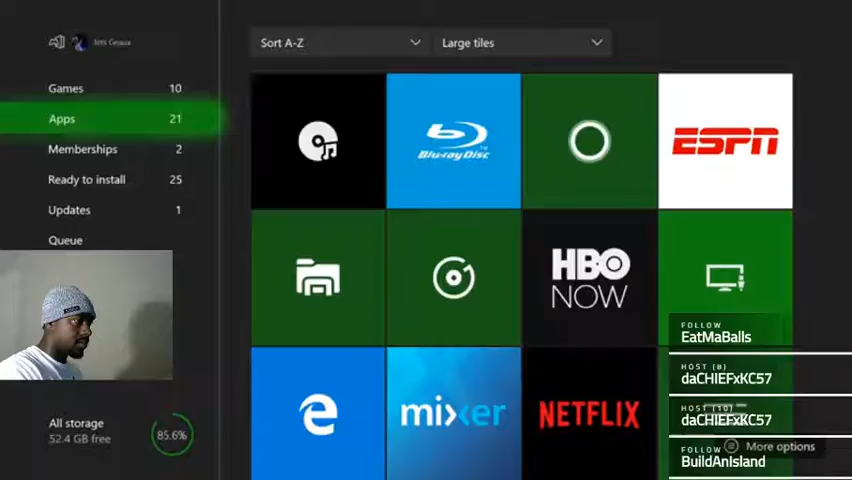 Sort A-Z
Large tiles
Games 10
Apps 21
Memberships 2
Ready to install 25
Updates 1
Queue
All storage
52.4 GB free
85.6%
Blu-ray Disc
ESPN
HBO
NOW
mixer
NETFLIX
FOLLOW
EatMaBalls
HOST (8)
daCHIEFxKC57
HOST (10)
daCHIEFxKC57
FOLLOW
BuildAnIsland
More options